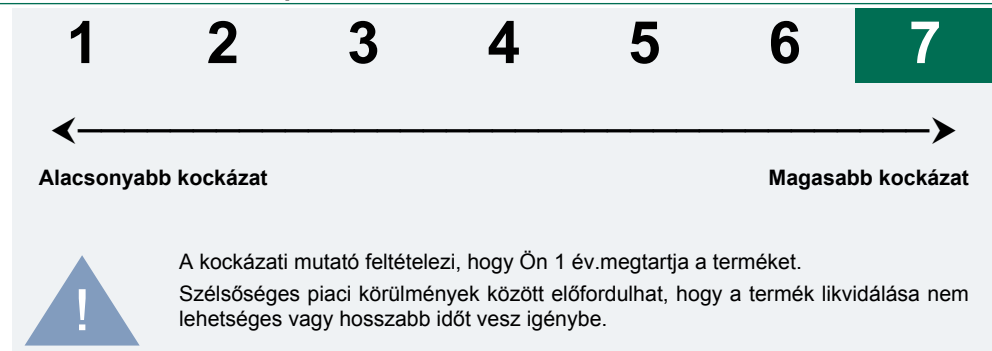 1 2 3 4 5 6 7
Alacsonyabb kockázat Magasabb kockázat
! A kockázati mutató feltételezi, hogy Ön 1 év.megtartja a terméket.
Szélsőséges piaci körülmények között előfordulhat, hogy a termék likvidálása nem
lehetséges vagy hosszabb időt vesz igénybe.